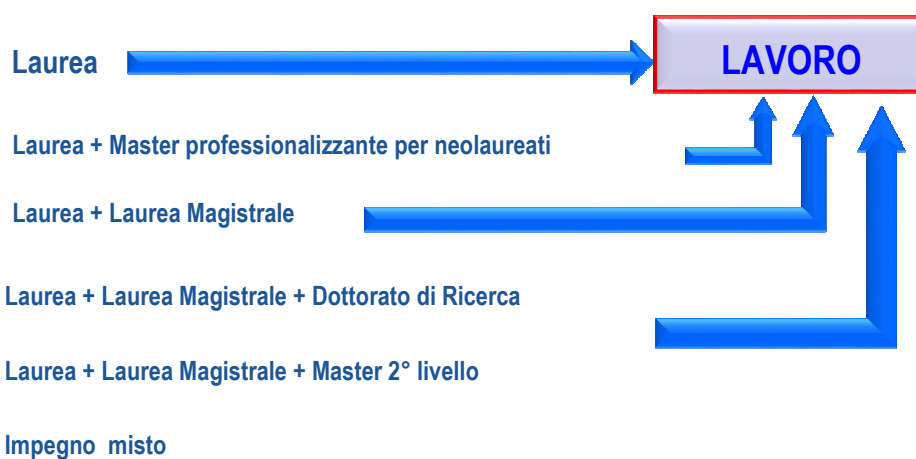 Laurea
LAVORO
Laurea + Master professionalizzante per neolaureati
Laurea + Laurea Magistrale
Laurea + Laurea Magistrale + Dottorato di Ricerca
Laurea + Laurea Magistrale + Master 2° livello
Impegno misto